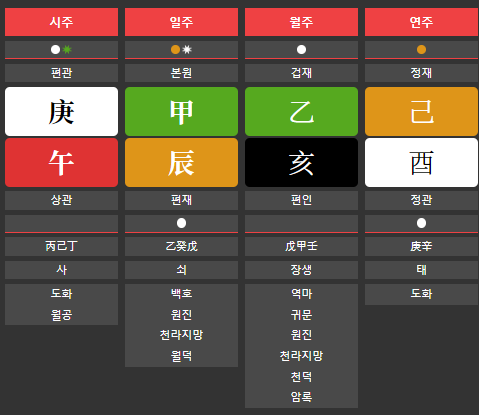 시주 일주 월주 연주
편관 본원 겁재 정재
庚 甲 乙 己
午 辰 亥 酉
상관 편재 편인 정관
丙己丁 乙癸戊 戊甲壬 庚辛
사 쇠 장생 태
도화 백호 역마 도화
월공 원진 귀문
천라지망 원진
월덕 천라지망
천덕
암록